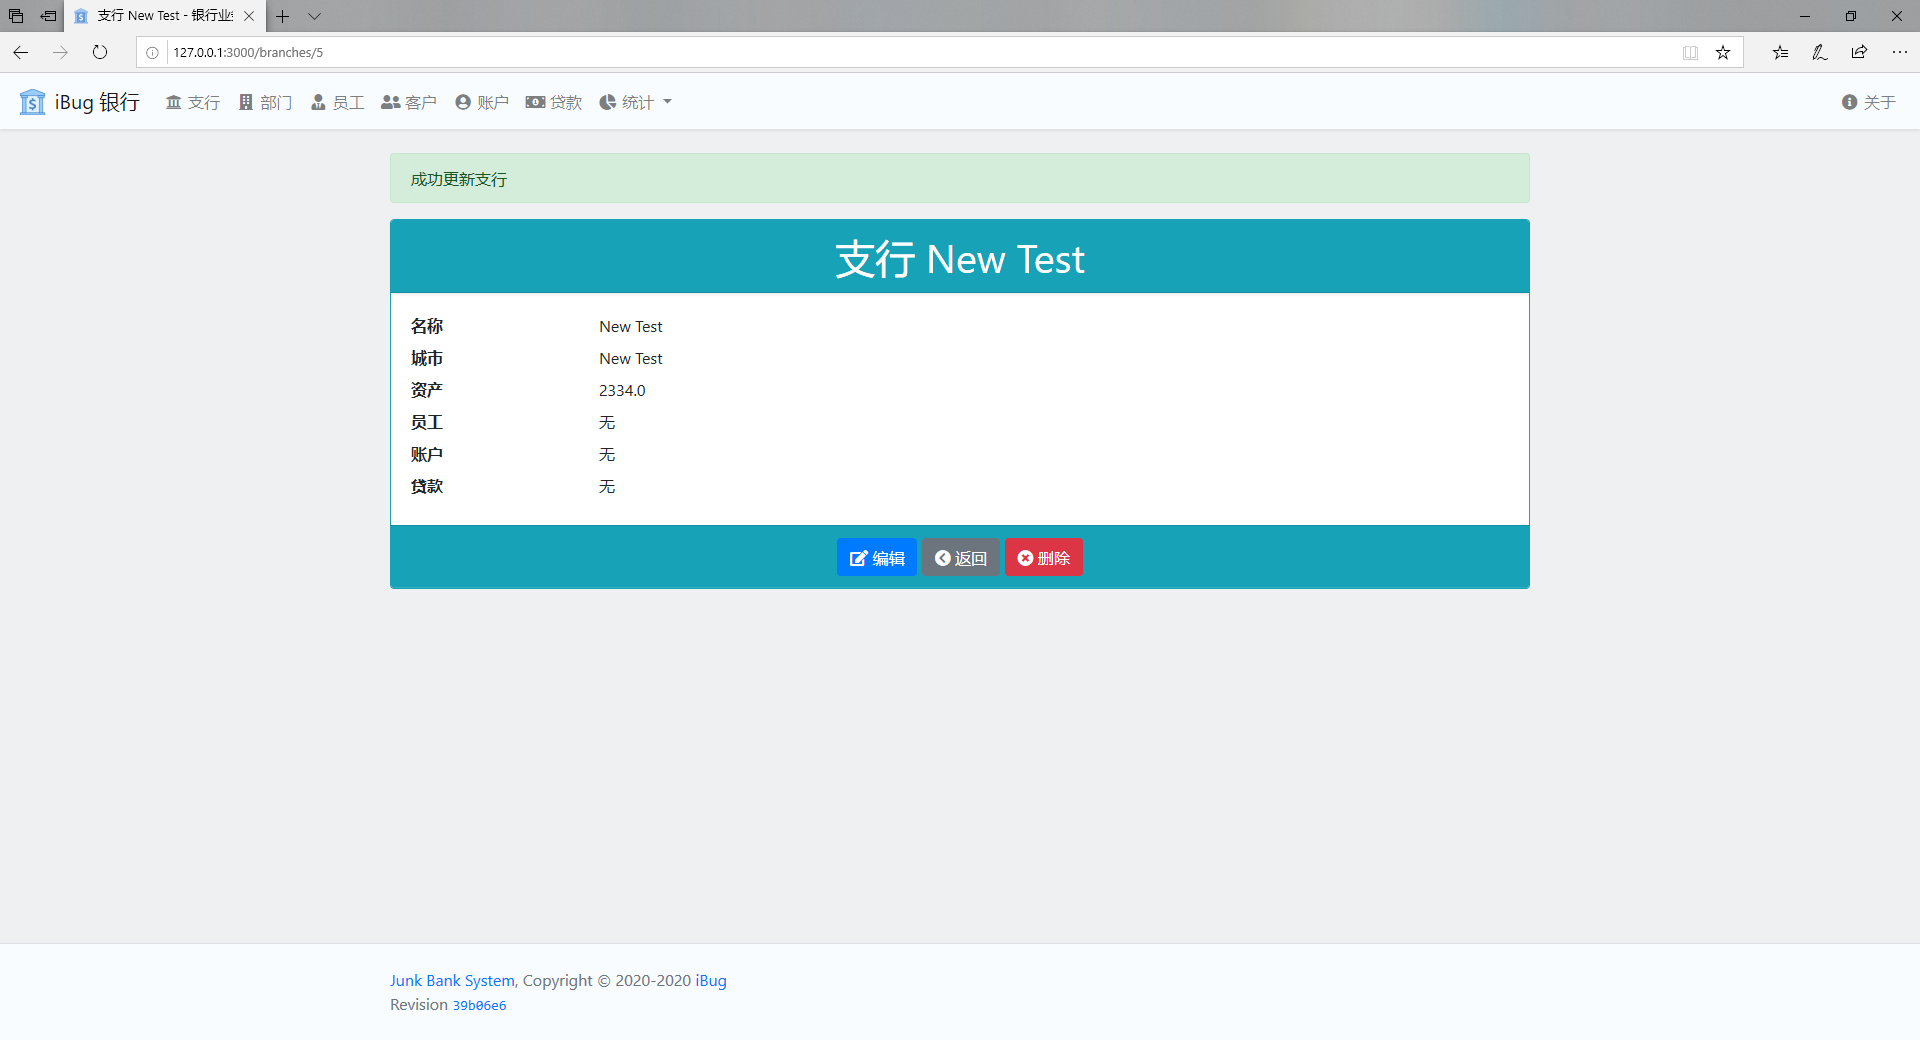 支行 New Test - 银行业
127.0.0.1:3000/branches/5
iBug 银行 支行 部门 员工 客户 账户 贷款 统计 关于
成功更新支行
支行 New Test
名称 New Test
城市 New Test
资产 2334.0
员工 无
账户 无
贷款 无
编辑 返回 删除
Junk Bank System, Copyright © 2020-2020 iBug
Revision 39b06e6